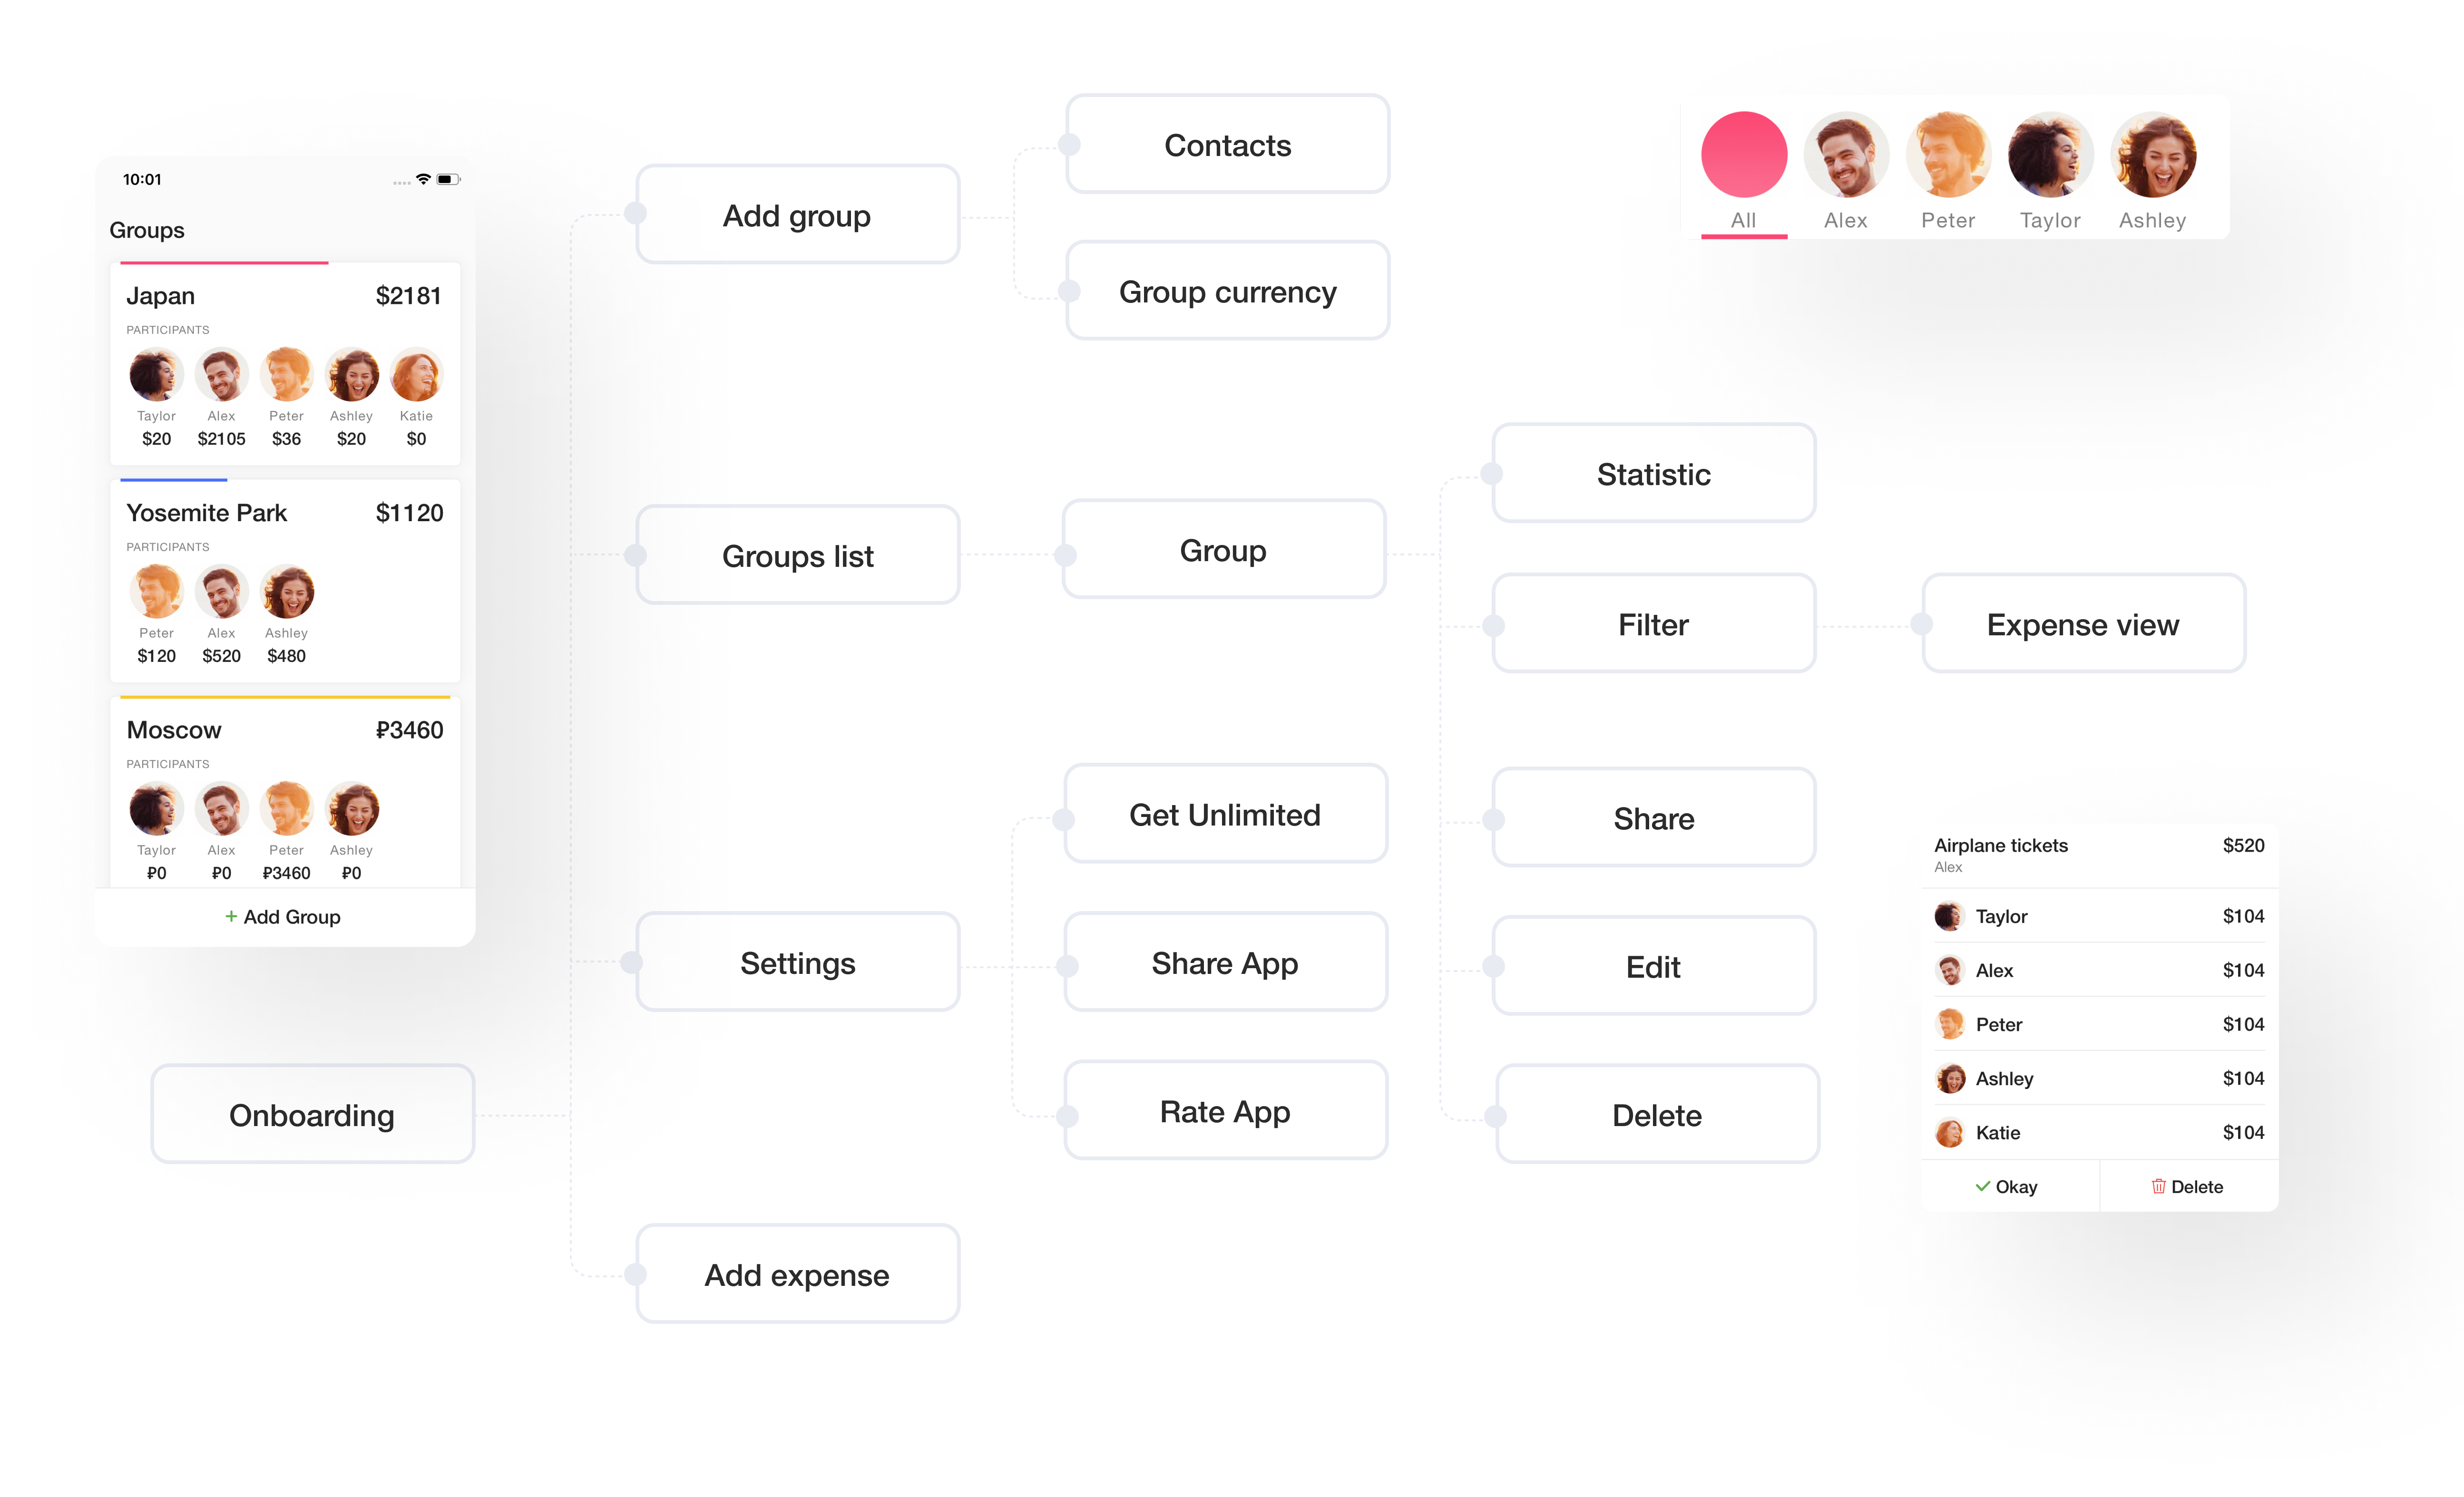 10:01
Groups
Japan $2181
PARTICIPANTS
Taylor Alex Peter Ashley Katie
$20 $2105 $36 $20 $0
Yosemite Park $1120
PARTICIPANTS
Peter Alex Ashley
$120 $520 $480
Moscow ₽3460
PARTICIPANTS
Taylor Alex Peter Ashley
₽0 ₽0 ₽3460 ₽0
+ Add Group
Onboarding
Add group
Groups list
Settings
Add expense
Contacts
Group currency
Group
Get Unlimited
Share App
Rate App
Statistic
Filter
Share
Edit
Delete
Expense view
All Alex Peter Taylor Ashley
Airplane tickets $520
Alex
Taylor $104
Alex $104
Peter $104
Ashley $104
Katie $104
Okay Delete